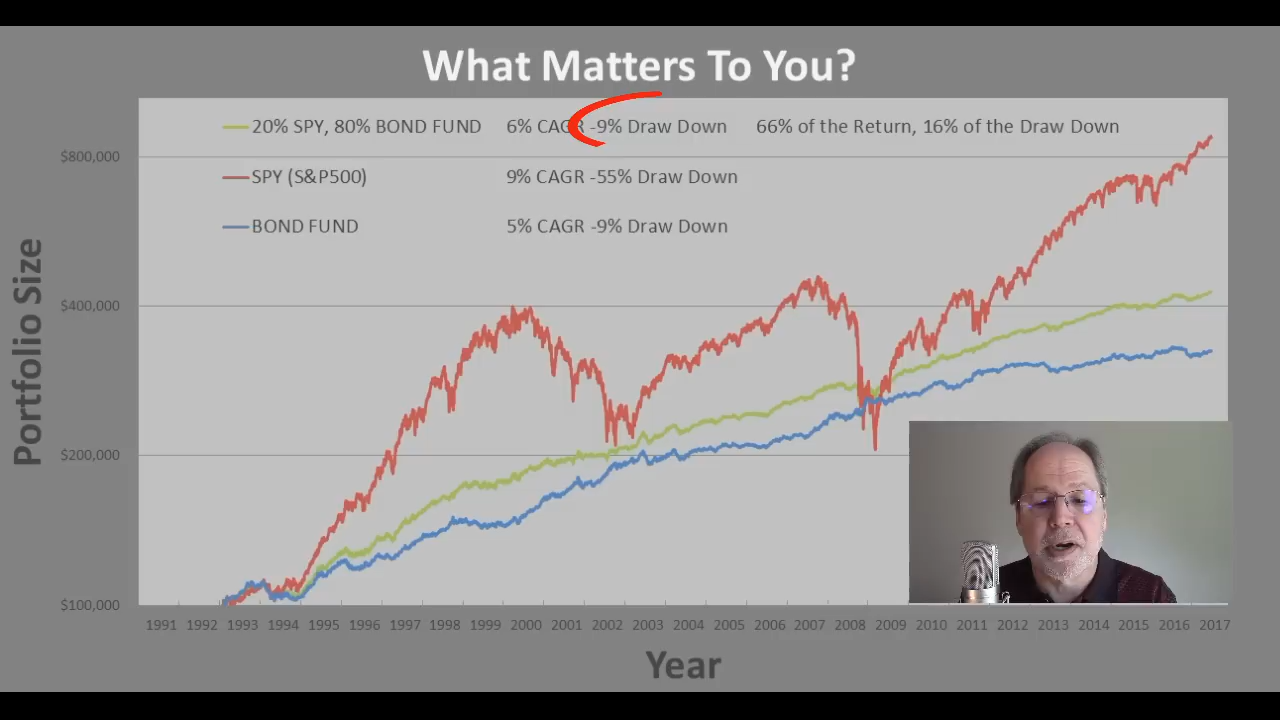 What Matters To You?
20% SPY, 80% BOND FUND 6% CAGR -9% Draw Down 66% of the Return, 16% of the Draw Down
SPY (S&P500) 9% CAGR -55% Draw Down
BOND FUND 5% CAGR -9% Draw Down
$800,000
$400,000
$200,000
$100,000
Portfolio Size
1991 1992 1993 1994 1995 1996 1997 1998 1999 2000 2001 2002 2003 2004 2005 2006 2007 2008 2009 2010 2011 2012 2013 2014 2015 2016 2017
Year